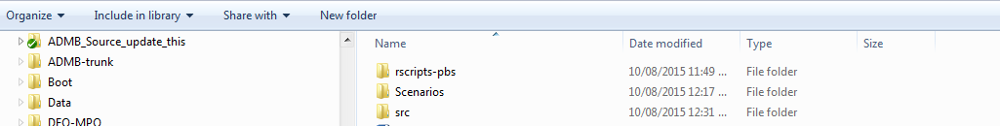 Organize Include in library Share with New folder
ADMB_Source_update_this
ADMB-trunk
Boot
Data
DFO-MPO
Name Date modified Type Size
rscripts-pbs 10/08/2015 11:49 ... File folder
Scenarios 10/08/2015 12:17 ... File folder
src 10/08/2015 12:31 ... File folder